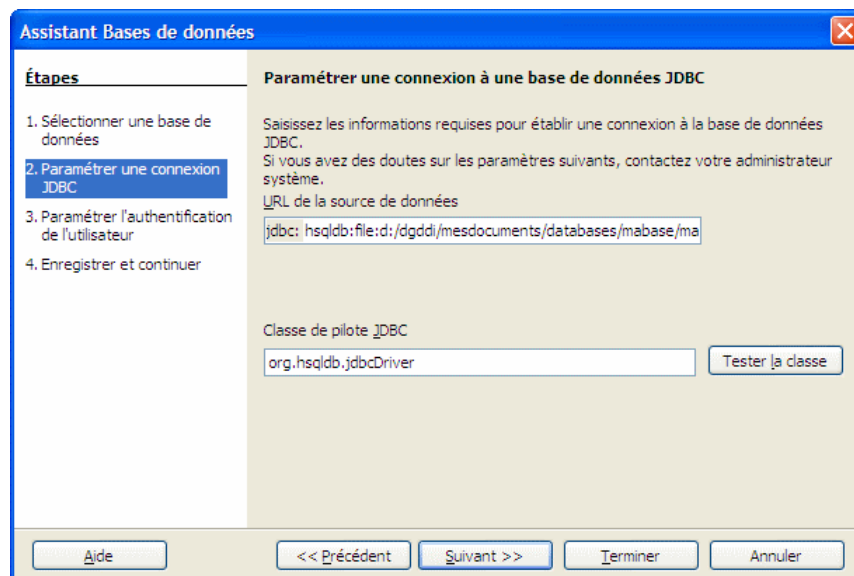 Assistant Bases de données
Étapes
1. Sélectionner une base de
données
2. Paramétrer une connexion
JDBC
3. Paramétrer l'authentification
de l'utilisateur
4. Enregistrer et continuer
Paramétrer une connexion à une base de données JDBC
Saisissez les informations requises pour établir une connexion à la base de données
JDBC.
Si vous avez des doutes sur les paramètres suivants, contactez votre administrateur
système.
URL de la source de données
jdbc: hsqldb:file:d:/dgddi/mesdocuments/databases/mabase/ma
Classe de pilote JDBC
org.hsqldb.jdbcDriver
Tester la classe
Aide
<< Précédent
Suivant >>
Terminer
Annuler